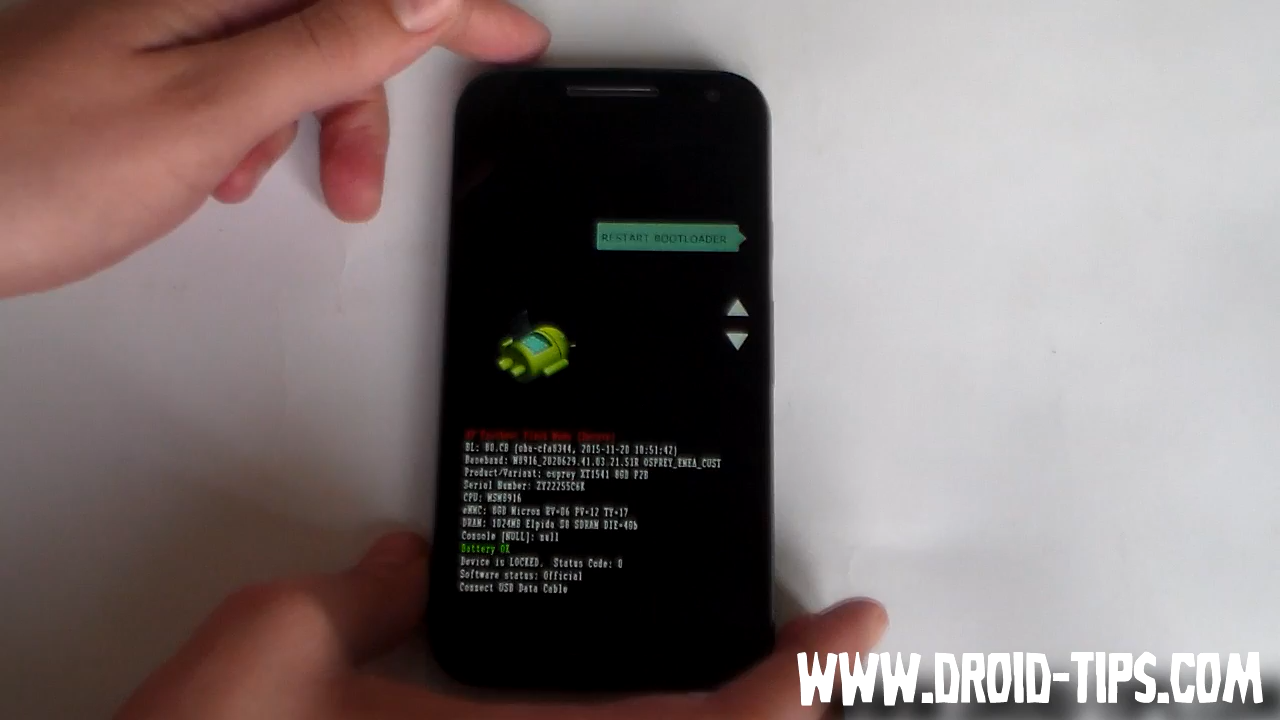 RESTART BOOTLOADER
AP Fastboot Flash Mode (Secure)
BL: 80.CB (sha-cfa8344, 2015-11-20 18:51:42)
Baseband: M8916_2020629.41.03.21.51R OSPREY_EMEA_CUST
Product/Variant: osprey XT1541 8GB P2B
Serial Number: ZY22255C6K
CPU: MSM8916
eMMC: 8GB Micron RV=06 PV=12 TY=17
DRAM: 1024MB Elpida S8 SDRAM DIE=4Gb
Console [NULL]: null
Battery OK
Device is LOCKED. Status Code: 0
Software status: Official
Connect USB Data Cable
WWW.DROID-TIPS.COM